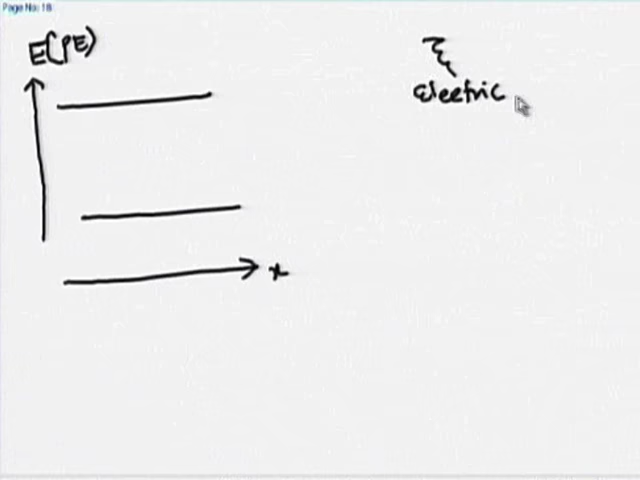 Page No: 18
E(PE)
ξ
electric
x